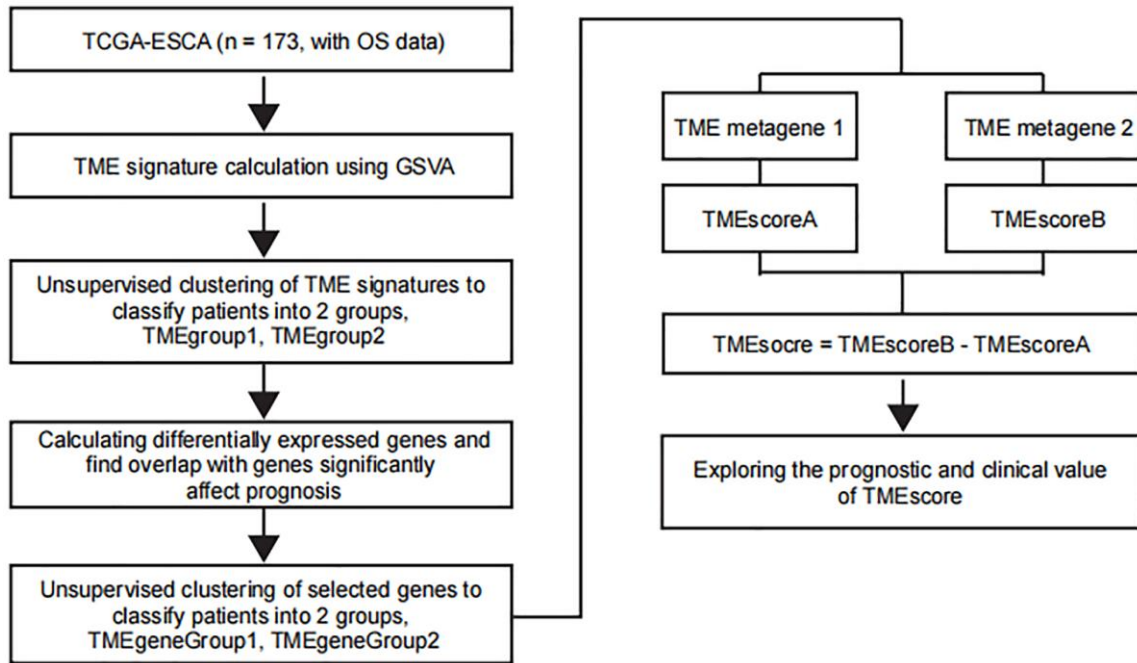 TCGA-ESCA (n = 173, with OS data)
TME signature calculation using GSVA
Unsupervised clustering of TME signatures to
classify patients into 2 groups,
TMEgroup1, TMEgroup2
Calculating differentially expressed genes and
find overlap with genes significantly
affect prognosis
Unsupervised clustering of selected genes to
classify patients into 2 groups,
TMEgeneGroup1, TMEgeneGroup2
TME metagene 1
TME metagene 2
TMEscoreA
TMEscoreB
TMEsocre = TMEscoreB - TMEscoreA
Exploring the prognostic and clinical value
of TMEscore